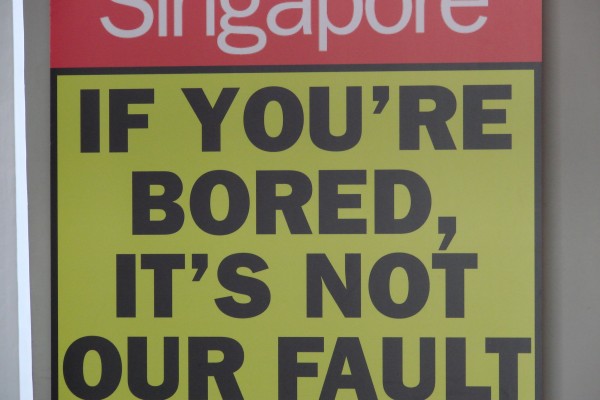 Singapore
IF YOU'RE
BORED,
IT'S NOT
OUR FAULT